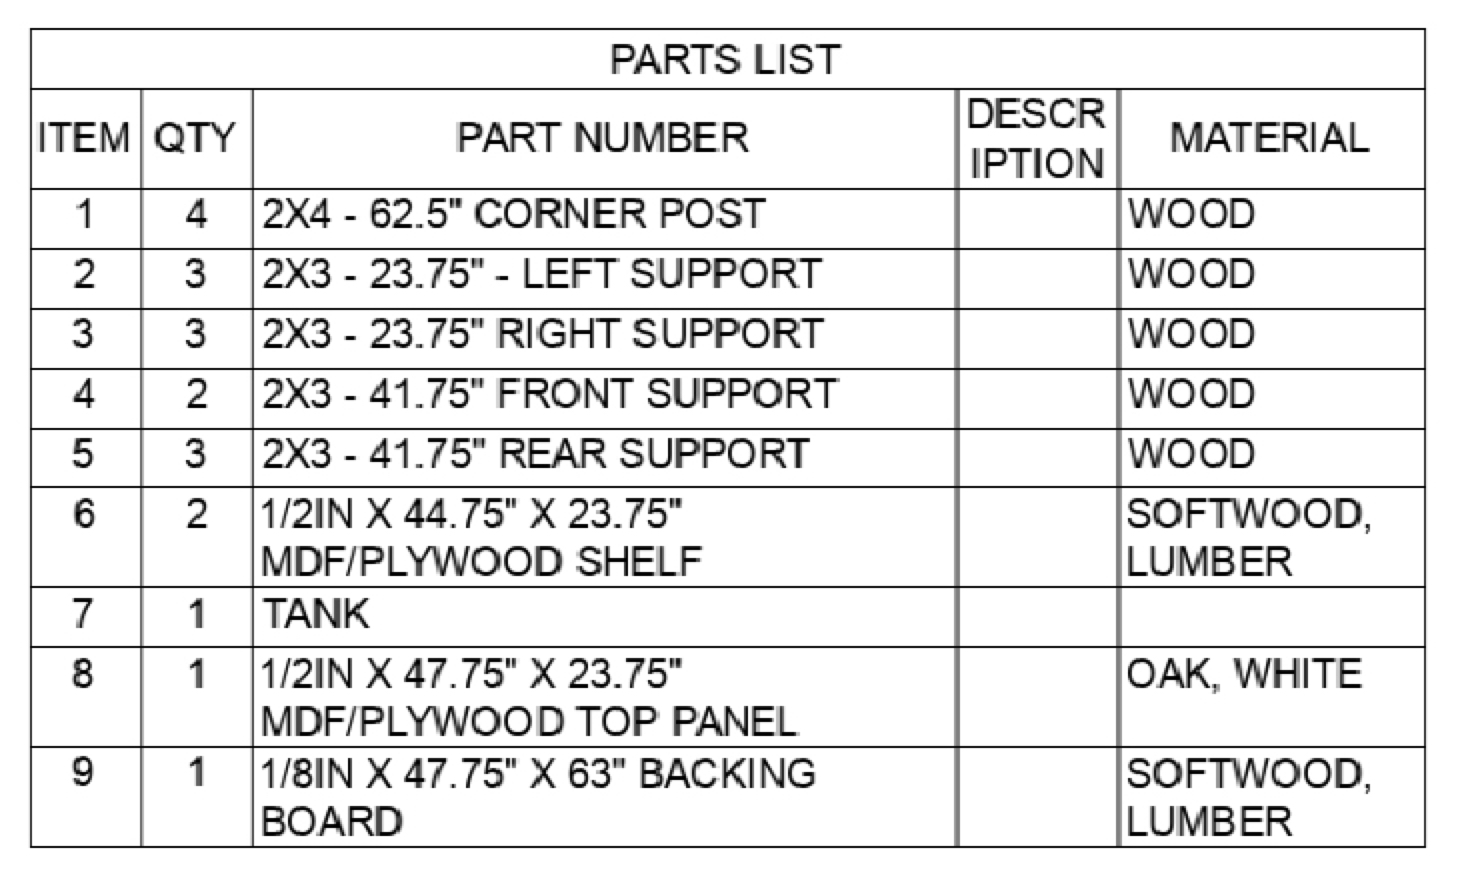 PARTS LIST
ITEM QTY PART NUMBER DESCR IPTION MATERIAL
1 4 2X4 - 62.5" CORNER POST WOOD
2 3 2X3 - 23.75" - LEFT SUPPORT WOOD
3 3 2X3 - 23.75" RIGHT SUPPORT WOOD
4 2 2X3 - 41.75" FRONT SUPPORT WOOD
5 3 2X3 - 41.75" REAR SUPPORT WOOD
6 2 1/2IN X 44.75" X 23.75" SOFTWOOD,
MDF/PLYWOOD SHELF LUMBER
7 1 TANK
8 1 1/2IN X 47.75" X 23.75" OAK, WHITE
MDF/PLYWOOD TOP PANEL
9 1 1/8IN X 47.75" X 63" BACKING SOFTWOOD,
BOARD LUMBER